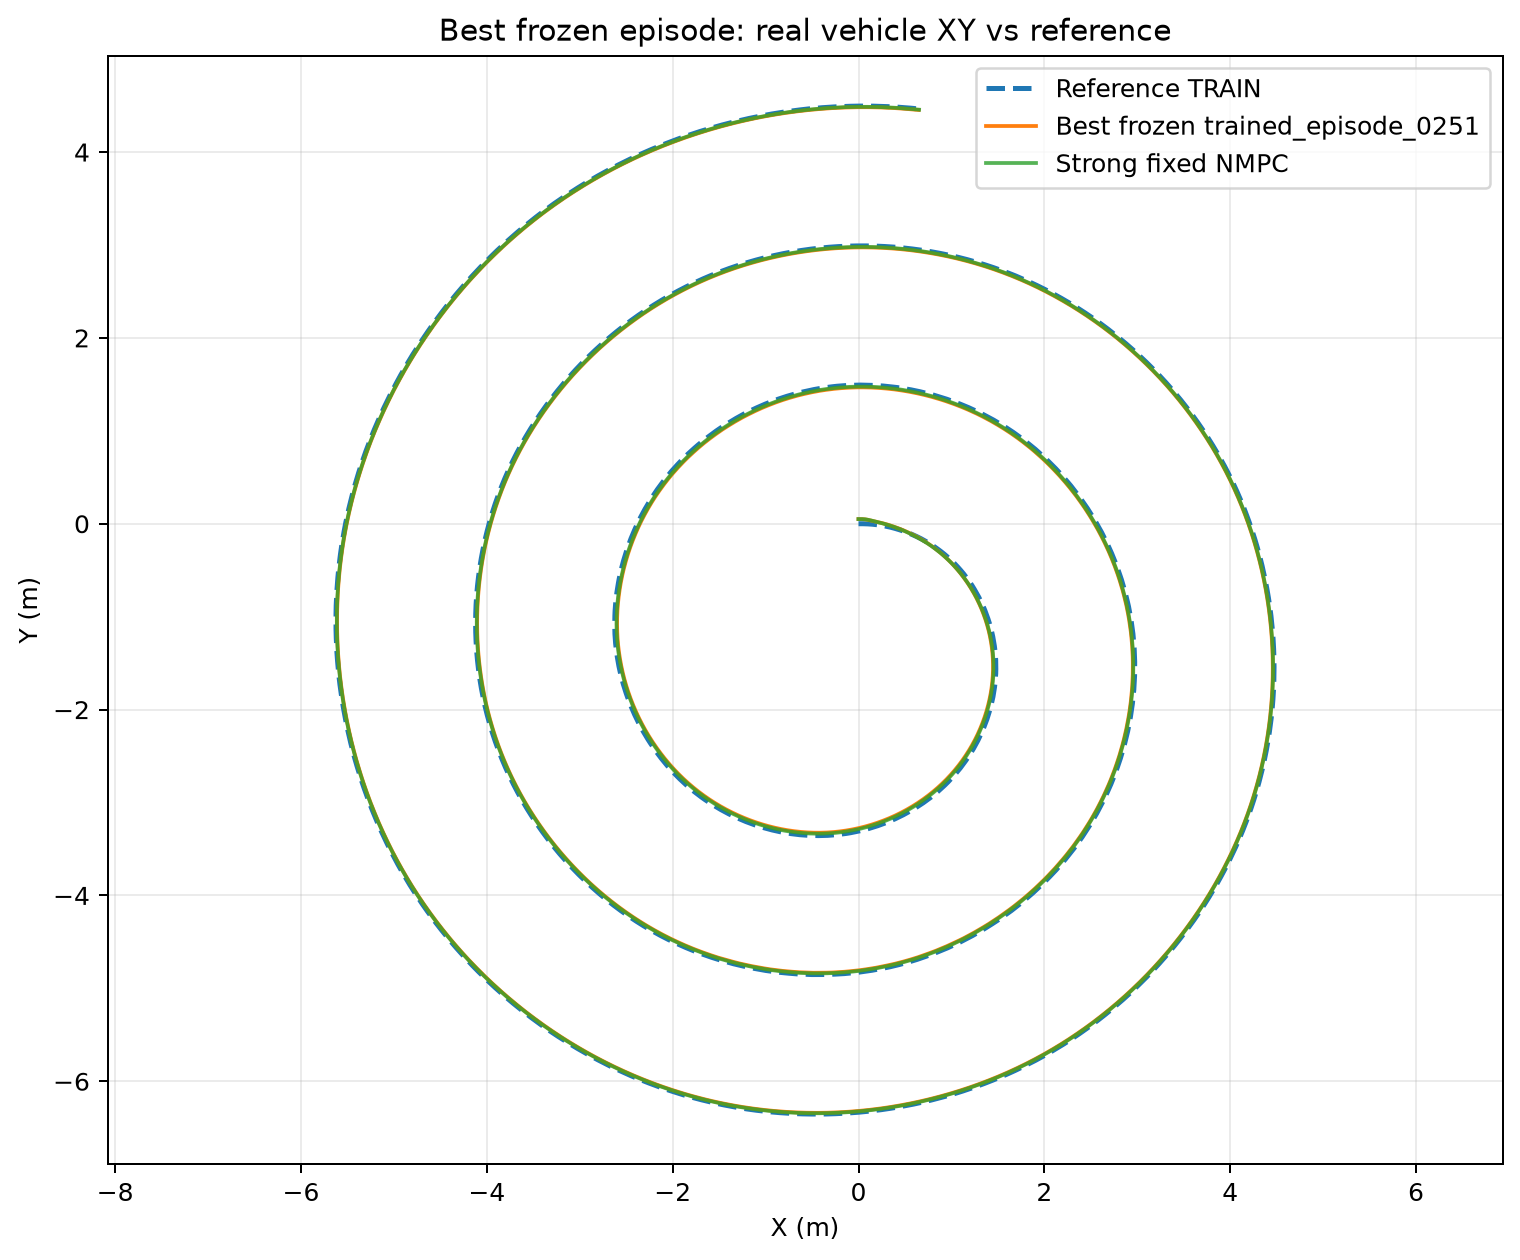 Best frozen episode: real vehicle XY vs reference
Reference TRAIN
Best frozen trained_episode_0251
Strong fixed NMPC
4
2
0
−2
−4
−6
Y (m)
−8
−6
−4
−2
0
2
4
6
X (m)